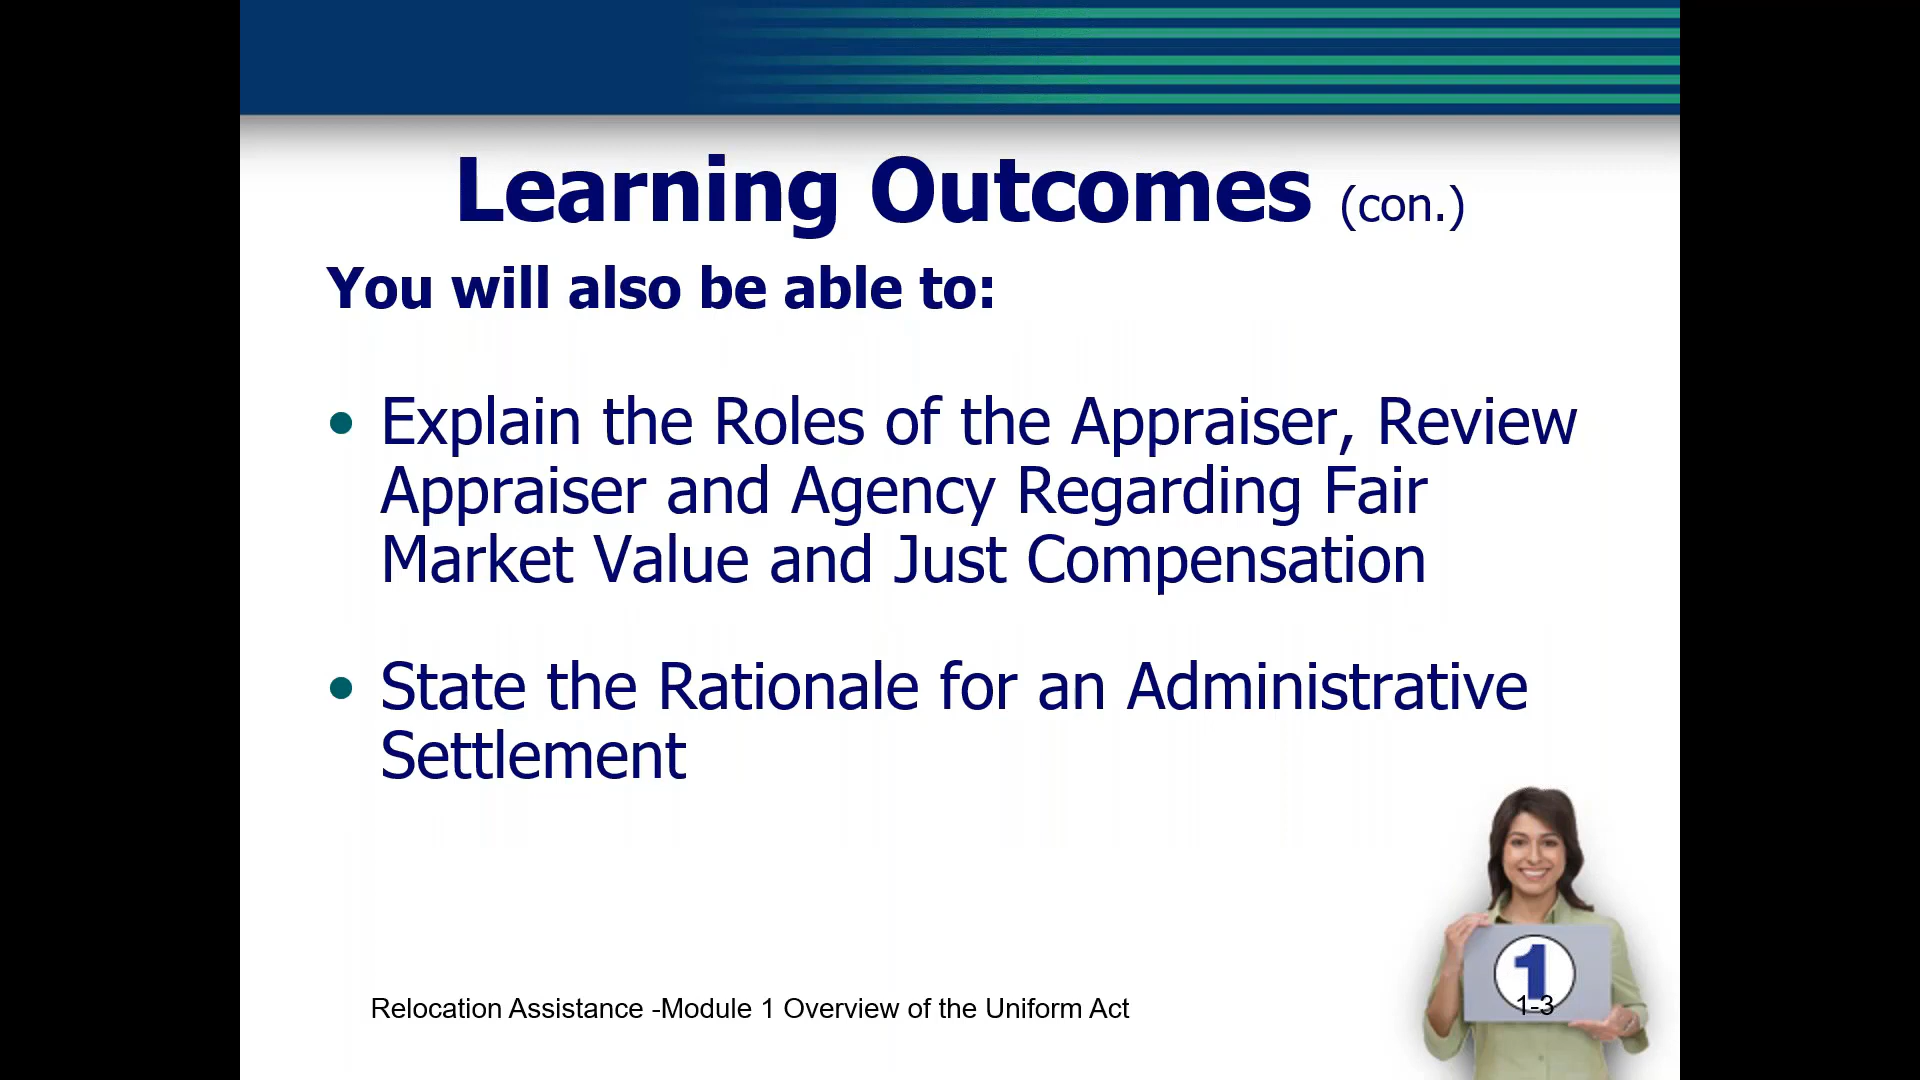 Learning Outcomes (con.)
You will also be able to:
• Explain the Roles of the Appraiser, Review
Appraiser and Agency Regarding Fair
Market Value and Just Compensation
• State the Rationale for an Administrative
Settlement
1
1-3
Relocation Assistance -Module 1 Overview of the Uniform Act